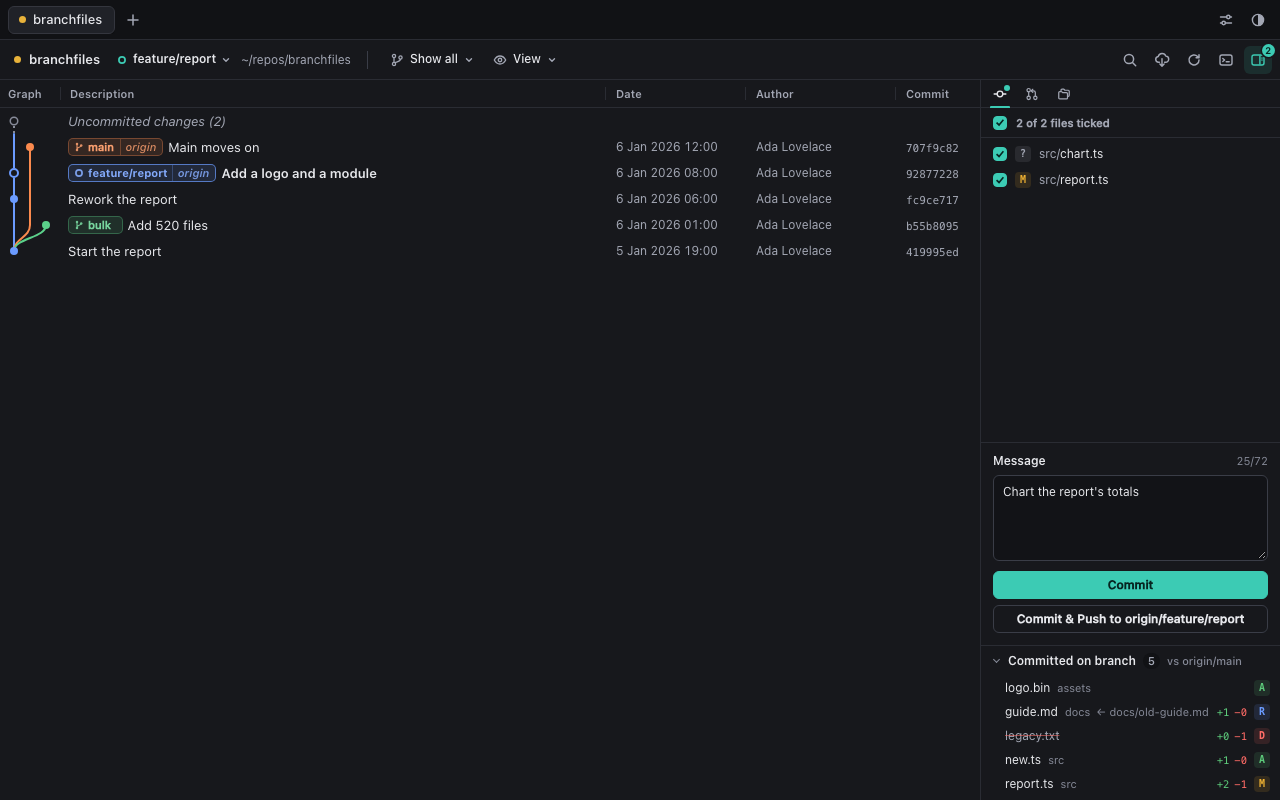 branchfiles
branchfiles feature/report ~/repos/branchfiles Show all View 2
Graph Description Date Author Commit
Uncommitted changes (2)
main origin Main moves on 6 Jan 2026 12:00 Ada Lovelace 707f9c82
feature/report origin Add a logo and a module 6 Jan 2026 08:00 Ada Lovelace 92877228
Rework the report 6 Jan 2026 06:00 Ada Lovelace fc9ce717
bulk Add 520 files 6 Jan 2026 01:00 Ada Lovelace b55b8095
Start the report 5 Jan 2026 19:00 Ada Lovelace 419995ed
2 of 2 files ticked
? src/chart.ts
M src/report.ts
Message 25/72
Chart the report's totals
Commit
Commit & Push to origin/feature/report
Committed on branch 5 vs origin/main
logo.bin assets A
guide.md docs ← docs/old-guide.md +1 −0 R
legacy.txt +0 −1 D
new.ts src +1 −0 A
report.ts src +2 −1 M